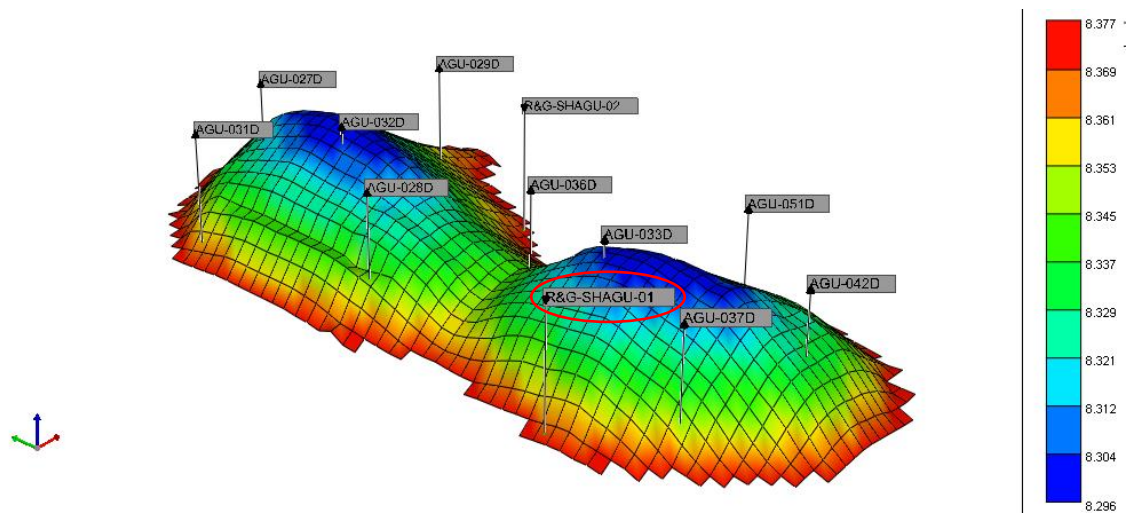 AGU-029D
AGU-027D
R&G-SHAGU-02
AGU-032D
AGU-031D
AGU-028D
AGU-036D
AGU-051D
AGU-033D
AGU-042D
R&G-SHAGU-01
AGU-037D
8.377
8.369
8.361
8.353
8.345
8.337
8.329
8.321
8.312
8.304
8.296